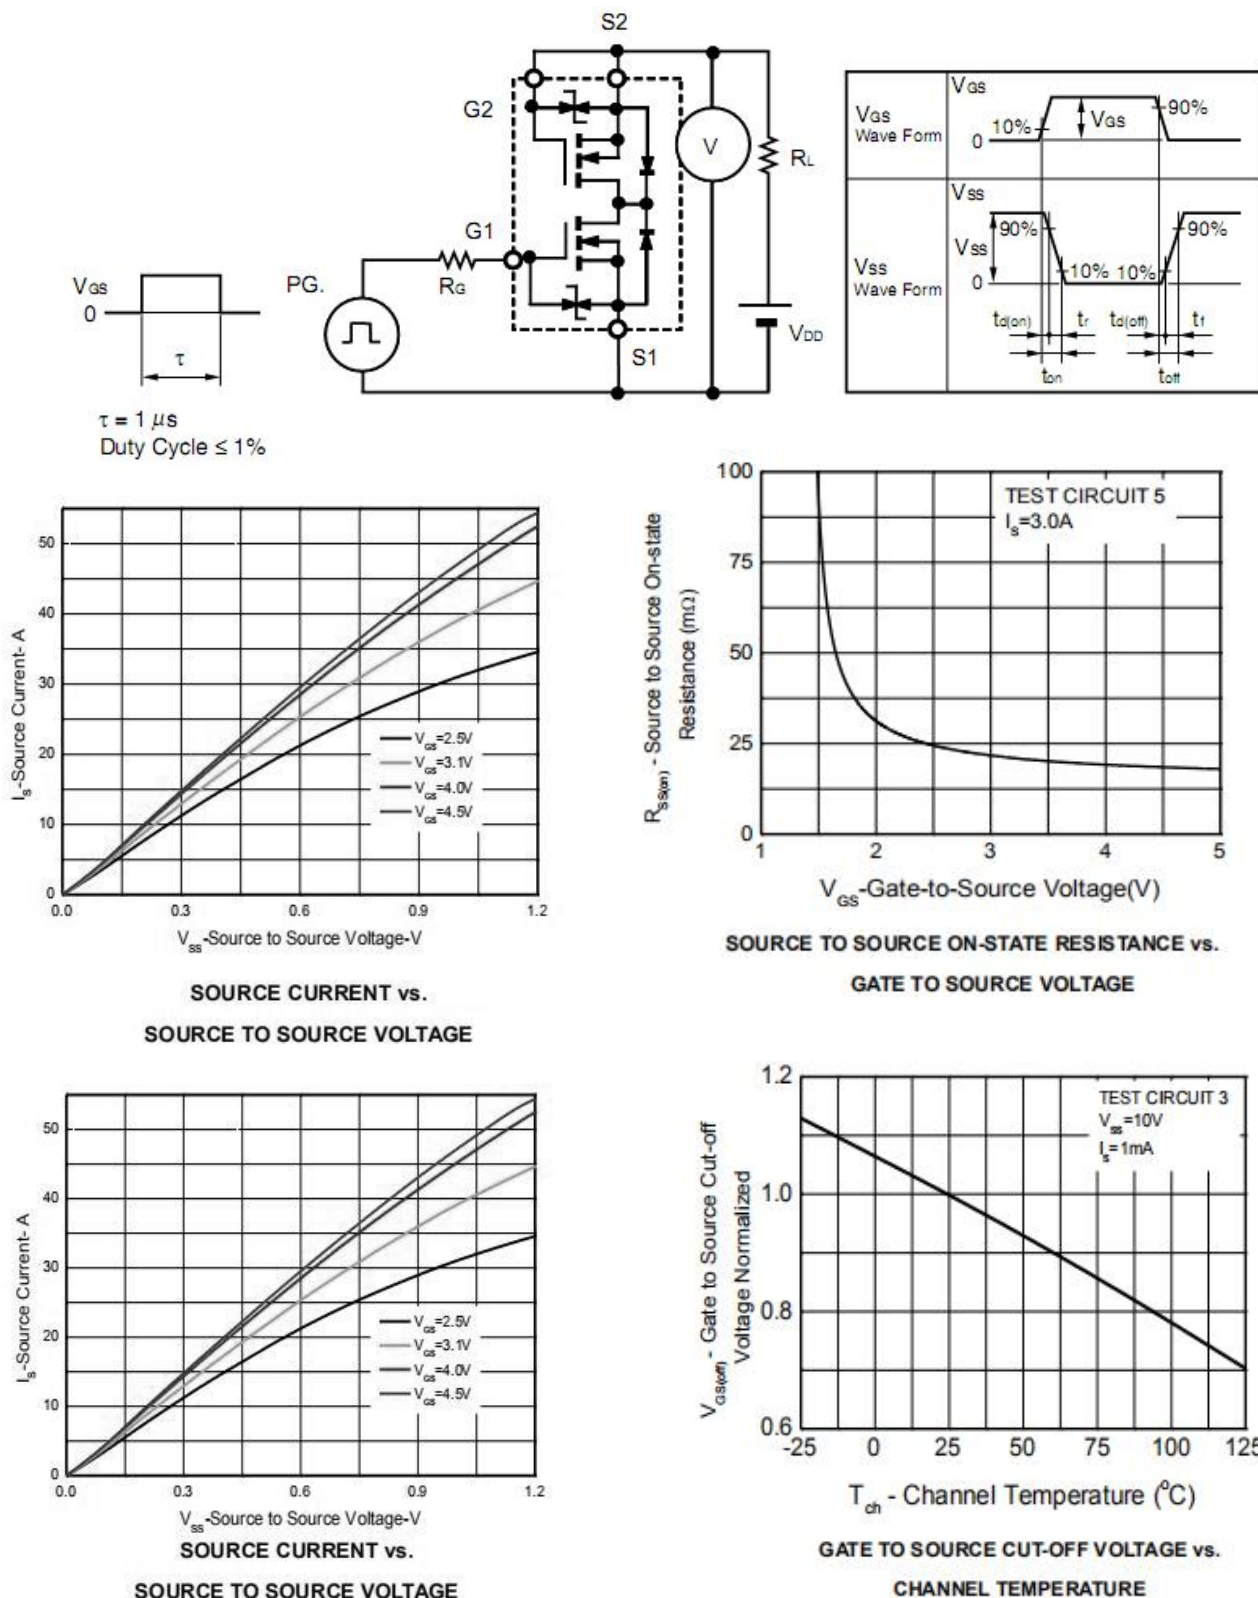 S2
G2
V
RL
G1
PG.
RG
S1
VDD
VGS
0
τ
τ = 1 μs
Duty Cycle ≤ 1%
VGS
Wave Form
VGS
10%
VGS
90%
0
VSS
Wave Form
VSS
VSS
90%
10%
10%
90%
0
td(on)
tr
td(off)
tf
ton
toff
IS-Source Current- A
50
40
30
20
10
0
VGS=2.5V
VGS=3.1V
VGS=4.0V
VGS=4.5V
0.0 0.3 0.6 0.9 1.2
Vss-Source to Source Voltage-V
SOURCE CURRENT vs.
SOURCE TO SOURCE VOLTAGE
RSS(on) - Source to Source On-state
Resistance (mΩ)
100
75
50
25
0
TEST CIRCUIT 5
Is=3.0A
1 2 3 4 5
VGS-Gate-to-Source Voltage(V)
SOURCE TO SOURCE ON-STATE RESISTANCE vs.
GATE TO SOURCE VOLTAGE
IS-Source Current- A
50
40
30
20
10
0
VGS=2.5V
VGS=3.1V
VGS=4.0V
VGS=4.5V
0.0 0.3 0.6 0.9 1.2
Vss-Source to Source Voltage-V
SOURCE CURRENT vs.
SOURCE TO SOURCE VOLTAGE
VGS(off) - Gate to Source Cut-off
Voltage Normalized
1.2
1.0
0.8
0.6
TEST CIRCUIT 3
Vss=10V
Is=1mA
-25 0 25 50 75 100 125
Tch - Channel Temperature (°C)
GATE TO SOURCE CUT-OFF VOLTAGE vs.
CHANNEL TEMPERATURE